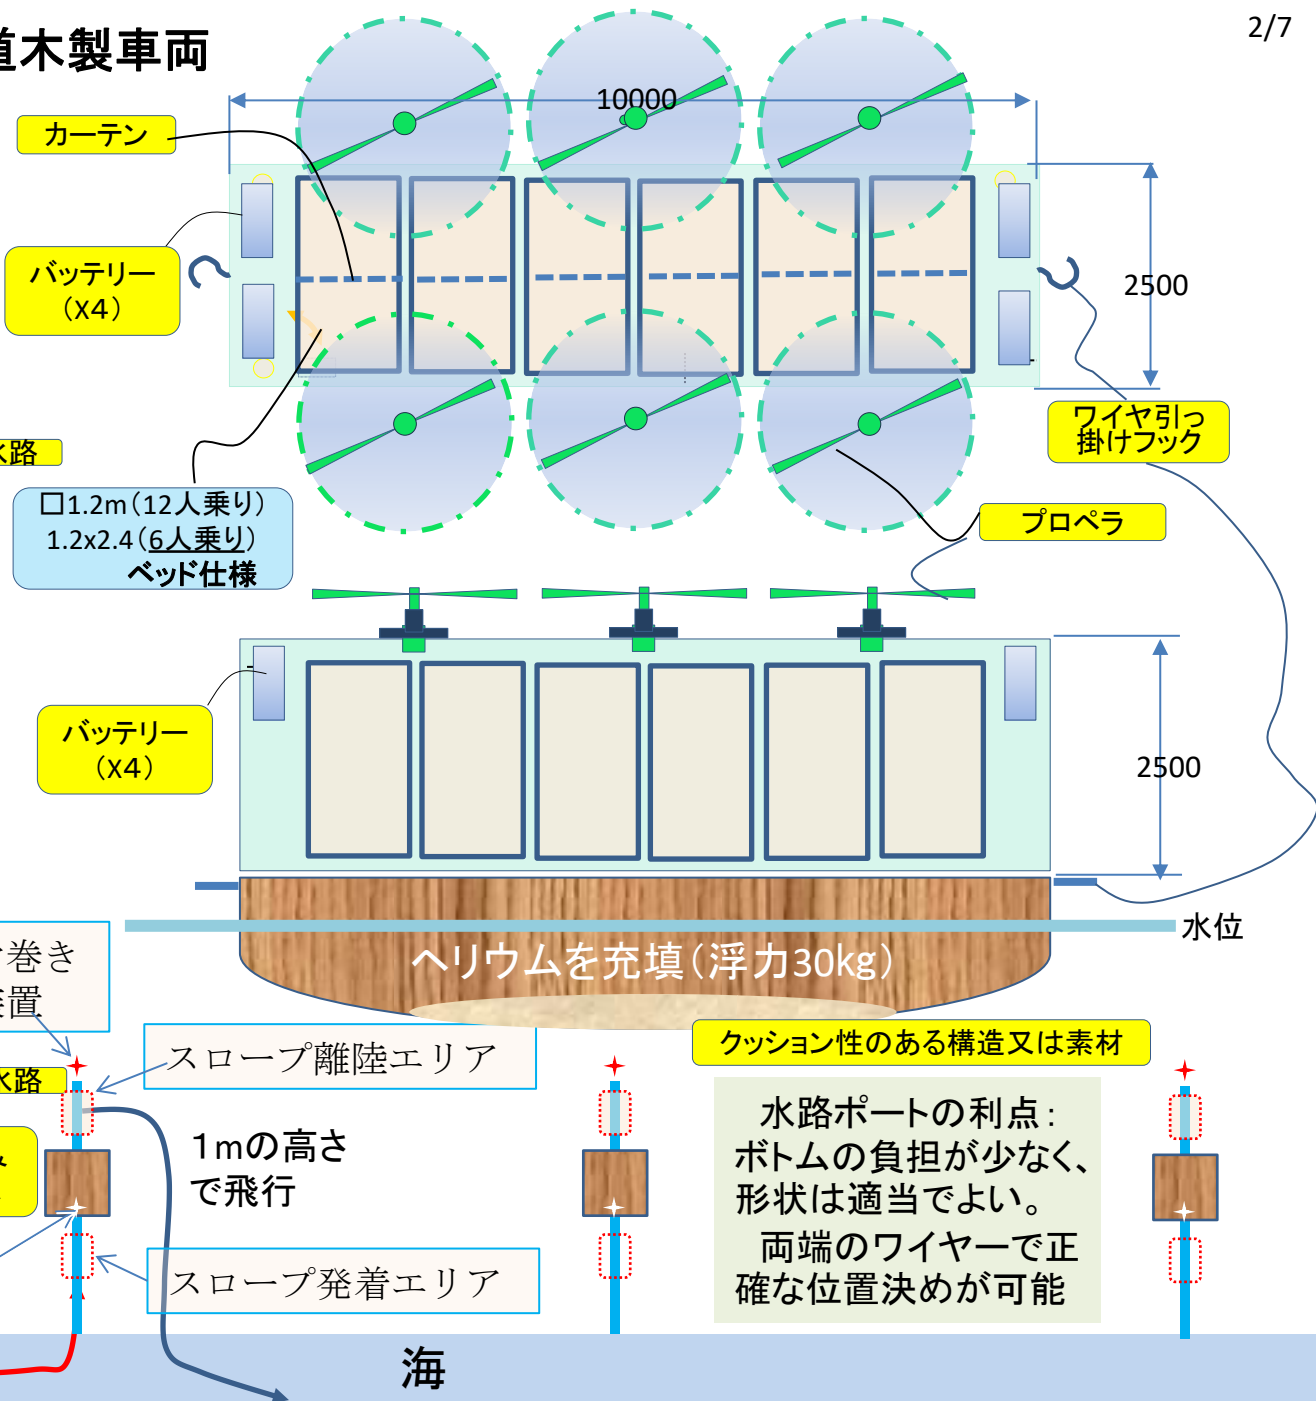 2/7
道木製車両
10000
カーテン
バッテリー
（X4）
2500
ワイヤ引っ
掛けフック
水路
□1.2m（12人乗り）
1.2x2.4（6人乗り）
ベッド仕様
プロペラ
バッテリー
（X4）
2500
水位
ヘリウムを充填（浮力30kg）
巻き
置
スロープ離陸エリア
クッション性のある構造又は素材
水路
1mの高さ
で飛行
水路ポートの利点：
ボトムの負担が少なく、
形状は適当でよい。
両端のワイヤーで正
確な位置決めが可能
スロープ発着エリア
海